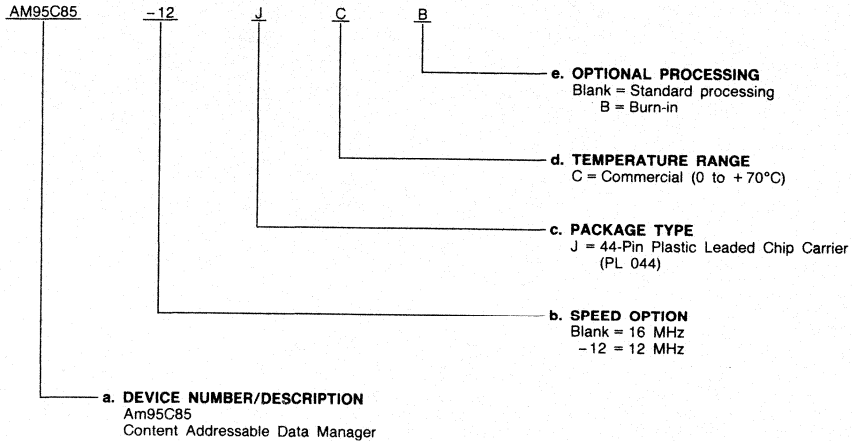 AM95C85 -12 J C B
e. OPTIONAL PROCESSING
Blank = Standard processing
B = Burn-in
d. TEMPERATURE RANGE
C = Commercial (0 to +70°C)
c. PACKAGE TYPE
J = 44-Pin Plastic Leaded Chip Carrier
(PL 044)
b. SPEED OPTION
Blank = 16 MHz
-12 = 12 MHz
a. DEVICE NUMBER/DESCRIPTION
Am95C85
Content Addressable Data Manager